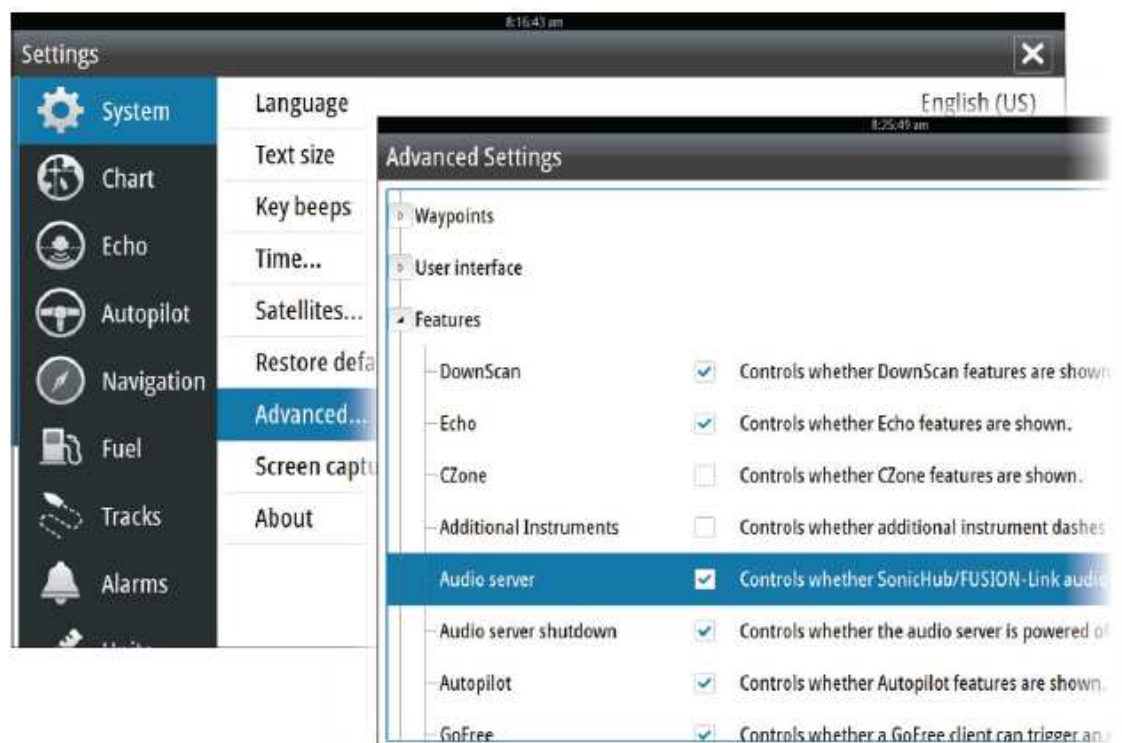 8:16:43 am
Settings
System
Chart
Echo
Autopilot
Navigation
Fuel
Tracks
Alarms
Language English (US)
Text size
Key beeps
Time...
Satellites...
Restore defa
Advanced...
Screen captu
About
8:25:49 am
Advanced Settings
Waypoints
User interface
Features
DownScan Controls whether DownScan features are shown
Echo Controls whether Echo features are shown.
CZone Controls whether CZone features are shown.
Additional Instruments Controls whether additional instrument dashes
Audio server Controls whether SonicHub/FUSION-Link audio
Audio server shutdown Controls whether the audio server is powered of
Autopilot Controls whether Autopilot features are shown.
GoFree Controls whether a GoFree client can trigger an